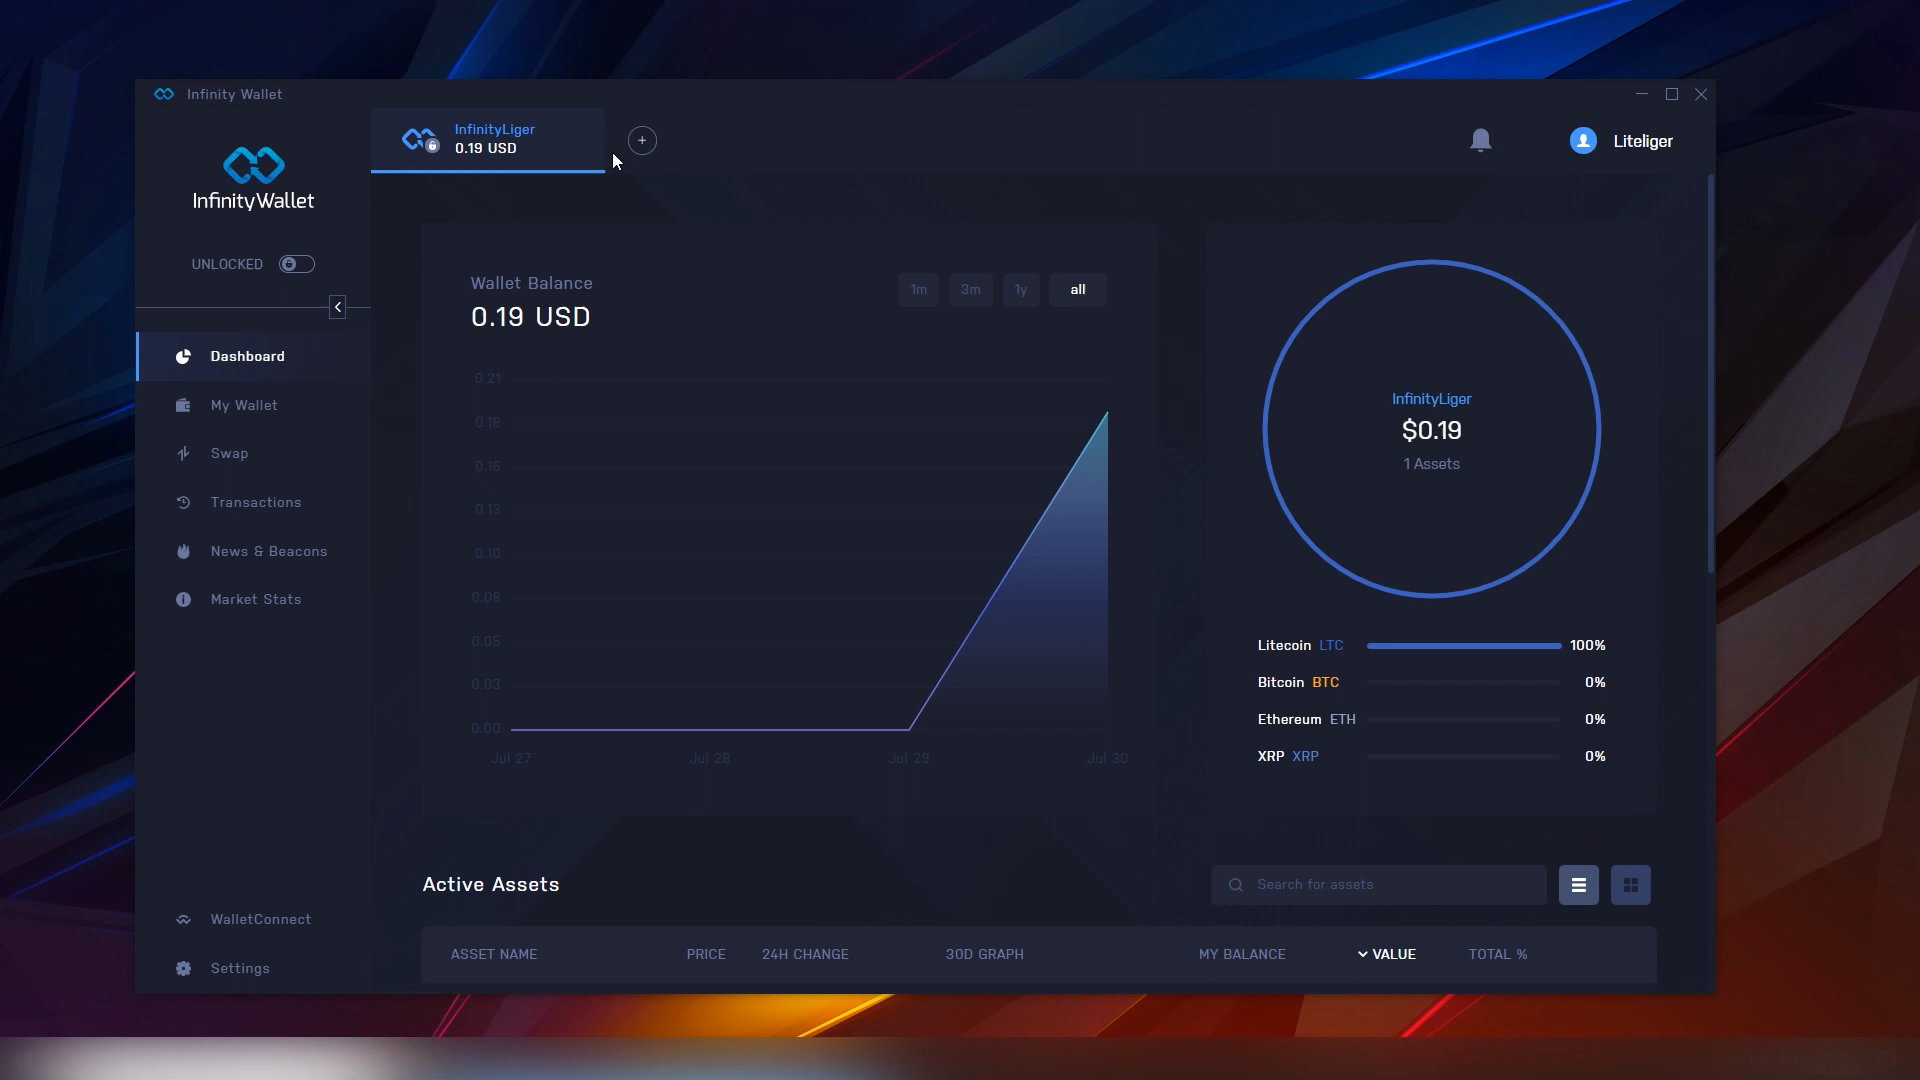 Infinity Wallet
InfinityLiger
0.19 USD
+
Liteliger
InfinityWallet
UNLOCKED
Dashboard
My Wallet
Swap
Transactions
News & Beacons
Market Stats
WalletConnect
Settings
Wallet Balance
0.19 USD
1m 3m 1y all
0.21
0.18
0.16
0.13
0.10
0.08
0.05
0.03
0.00
Jul 27 Jul 28 Jul 29 Jul 30
InfinityLiger
$0.19
1 Assets
Litecoin LTC 100%
Bitcoin BTC 0%
Ethereum ETH 0%
XRP XRP 0%
Active Assets
Search for assets
ASSET NAME PRICE 24H CHANGE 30D GRAPH MY BALANCE VALUE TOTAL %